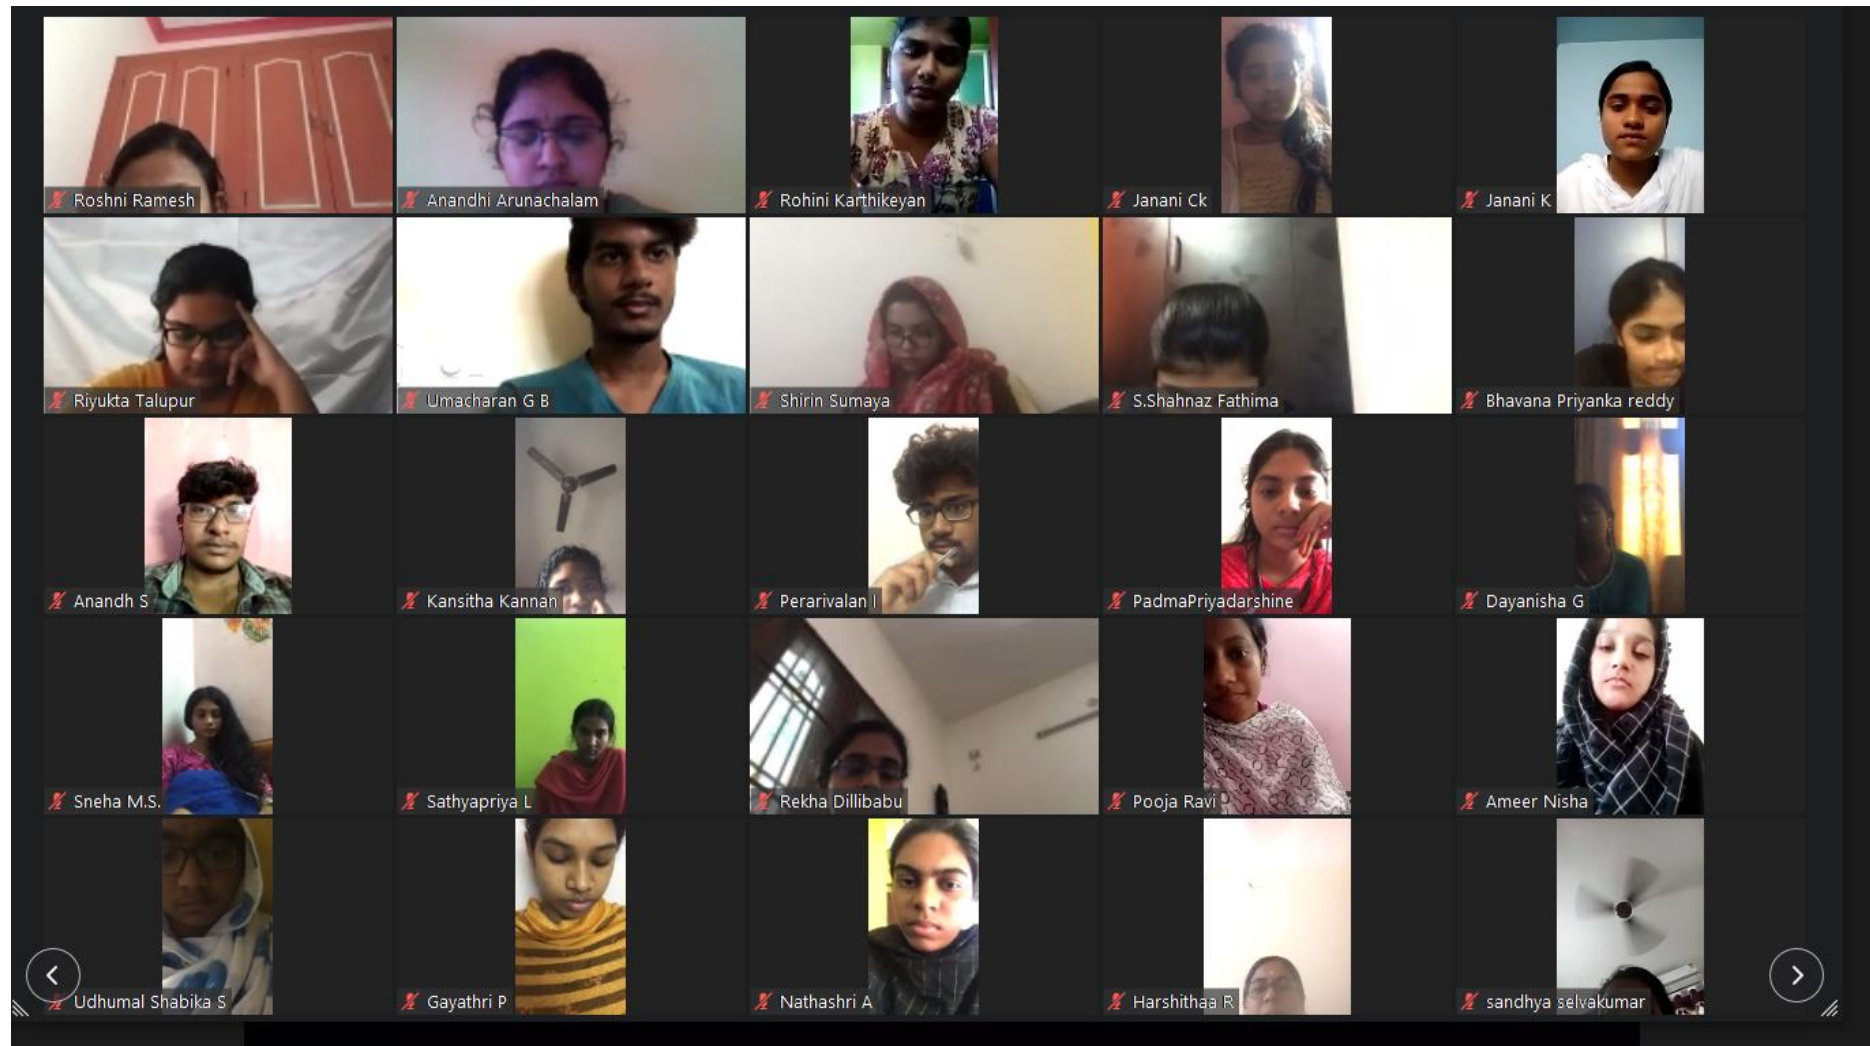 Roshni Ramesh
Anandhi Arunachalam
Rohini Karthikeyan
Janani Ck
Janani K
Riyukta Talupur
Umacharan G B
Shirin Sumaya
S.Shahnaz Fathima
Bhavana Priyanka reddy
Anandh S
Kansitha Kannan
Perarivalan I
PadmaPriyadarshine
Dayanisha G
Sneha M.S.
Sathyapriya L
Rekha Dillibabu
Pooja Ravi
Ameer Nisha
Udhumal Shabika S
Gayathri P
Nathashri A
Harshithaa R
sandhya selvakumar